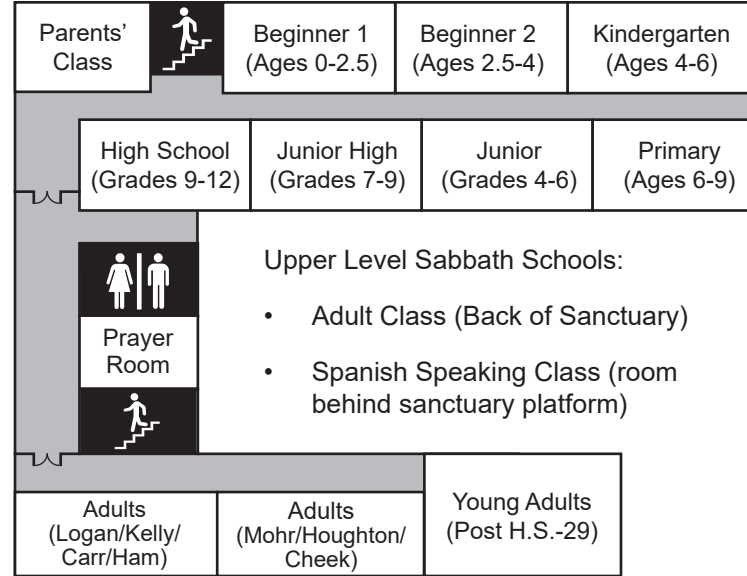 Parents'
Class
Beginner 1
(Ages 0-2.5)
Beginner 2
(Ages 2.5-4)
Kindergarten
(Ages 4-6)
High School
(Grades 9-12)
Junior High
(Grades 7-9)
Junior
(Grades 4-6)
Primary
(Ages 6-9)
Upper Level Sabbath Schools:
• Adult Class (Back of Sanctuary)
• Spanish Speaking Class (room
behind sanctuary platform)
Prayer
Room
Adults
(Logan/Kelly/
Carr/Ham)
Adults
(Mohr/Houghton/
Cheek)
Young Adults
(Post H.S.-29)